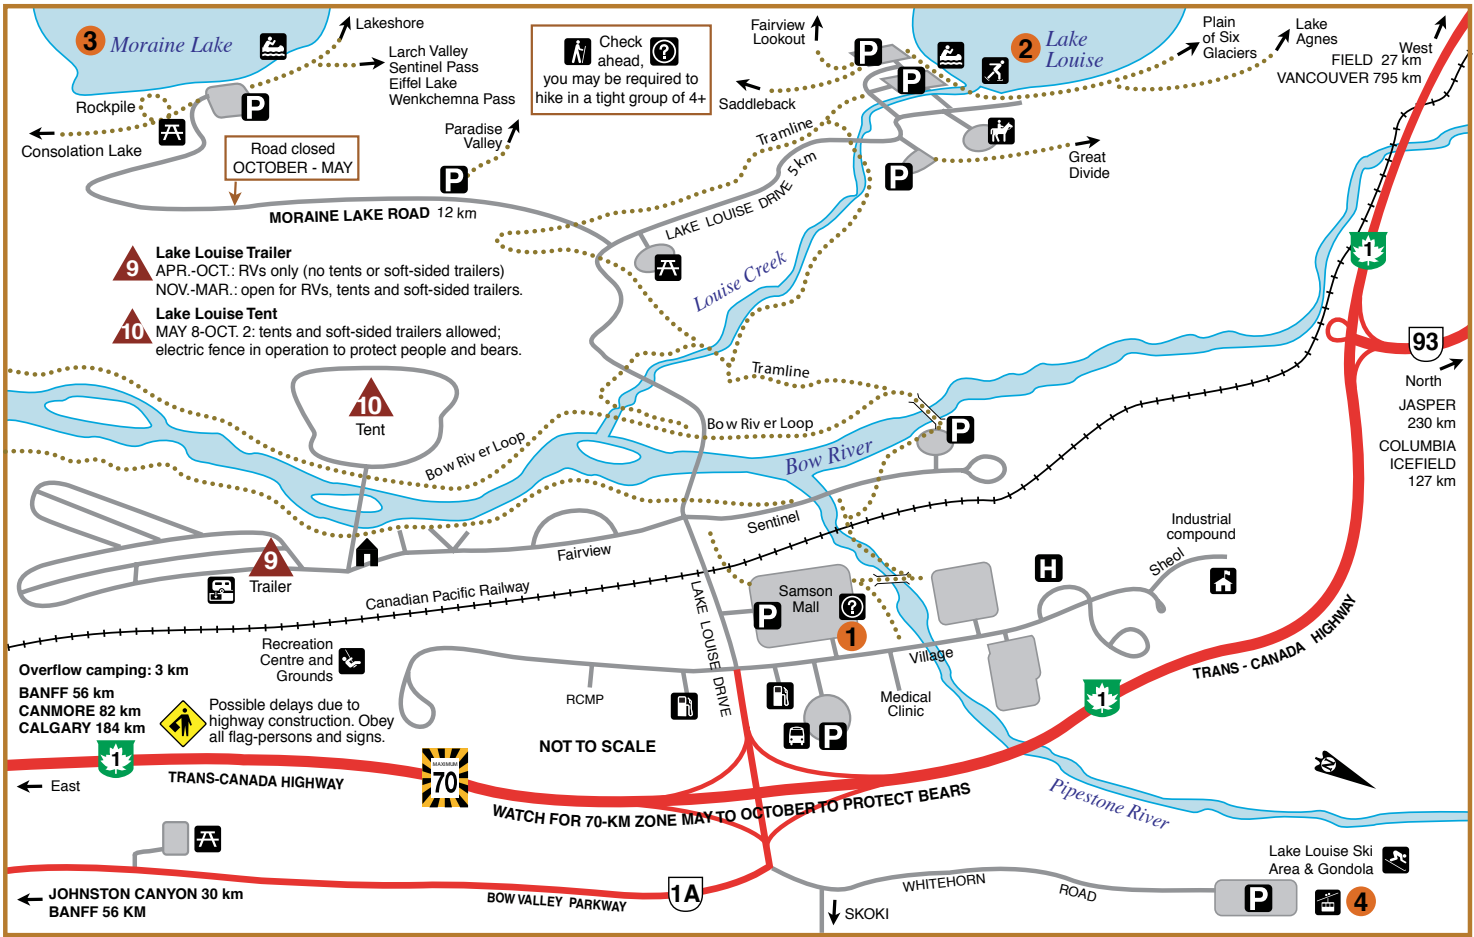 3 Moraine Lake
Lakeshore
Larch Valley
Sentinel Pass
Eiffel Lake
Wenkchemna Pass
Rockpile
P
Consolation Lake
Road closed
OCTOBER - MAY
Paradise
Valley
P
MORAINE LAKE ROAD 12 km
Check
ahead, ?
you may be required to
hike in a tight group of 4+
Fairview
Lookout
P
P
2 Lake
Louise
Plain
of Six
Glaciers
Lake
Agnes
West
FIELD 27 km
VANCOUVER 795 km
Saddleback
Tramline
Great
Divide
P
LAKE LOUISE DRIVE 5 km
Louise Creek
9 Lake Louise Trailer
APR.-OCT.: RVs only (no tents or soft-sided trailers)
NOV.-MAR.: open for RVs, tents and soft-sided trailers.
10 Lake Louise Tent
MAY 8-OCT. 2: tents and soft-sided trailers allowed;
electric fence in operation to protect people and bears.
1
93
North
JASPER
230 km
COLUMBIA
ICEFIELD
127 km
Tramline
10
Tent
Bow River Loop
Bow River Loop
Bow River
P
Sentinel
Fairview
9
Trailer
Canadian Pacific Railway
Samson
Mall
P ?
1
H
Industrial
compound
Sheol
LAKE LOUISE DRIVE
Village
Recreation
Centre and
Grounds
RCMP
Medical
Clinic
P
TRANS - CANADA HIGHWAY
1
Overflow camping: 3 km
BANFF 56 km
CANMORE 82 km
CALGARY 184 km
Possible delays due to
highway construction. Obey
all flag-persons and signs.
NOT TO SCALE
1
East
TRANS-CANADA HIGHWAY
MAXIMUM
70
WATCH FOR 70-KM ZONE MAY TO OCTOBER TO PROTECT BEARS
N
Pipestone River
JOHNSTON CANYON 30 km
BANFF 56 KM
BOW VALLEY PARKWAY
1A
SKOKI
WHITEHORN ROAD
Lake Louise Ski
Area & Gondola
P
4